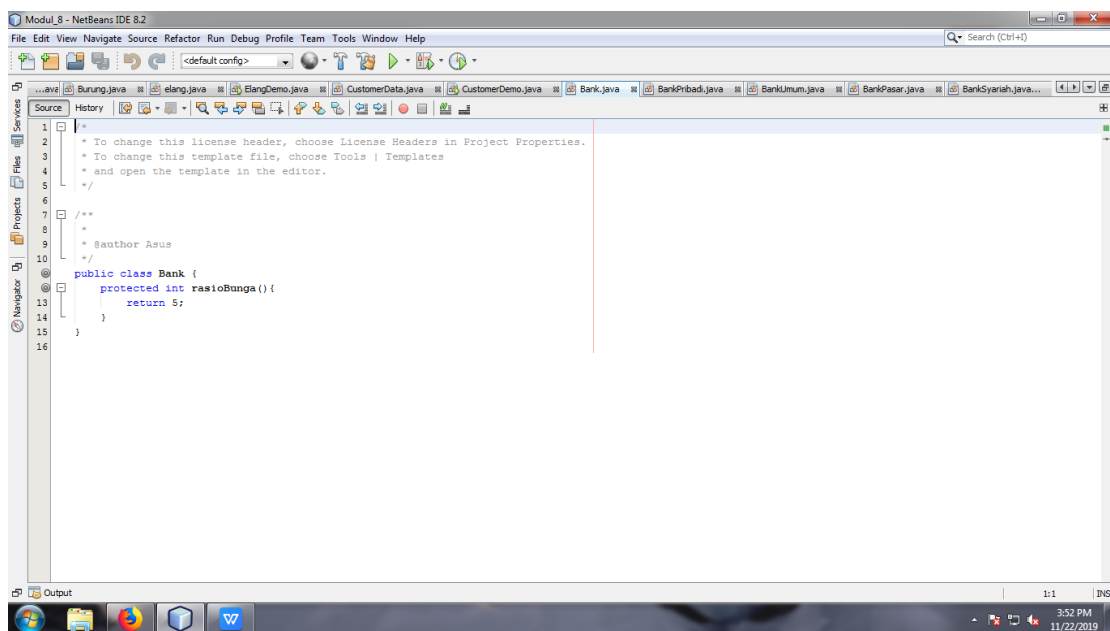 Modul_8 - NetBeans IDE 8.2
File Edit View Navigate Source Refactor Run Debug Profile Team Tools Window Help
Search (Ctrl+I)
<default config>
...ava Burung.java elang.java ElangDemo.java CustomerData.java CustomerDemo.java Bank.java BankPribadi.java BankUmum.java BankPasar.java BankSyariah.java...
Source History
Services
Files
Projects
Navigator
1 /*
2 * To change this license header, choose License Headers in Project Properties.
3 * To change this template file, choose Tools | Templates
4 * and open the template in the editor.
5 */
6
7 /**
8 *
9 * @author Asus
10 */
public class Bank {
protected int rasioBunga(){
13 return 5;
14 }
15 }
16
Output
1:1 INS
W
3:52 PM
11/22/2019